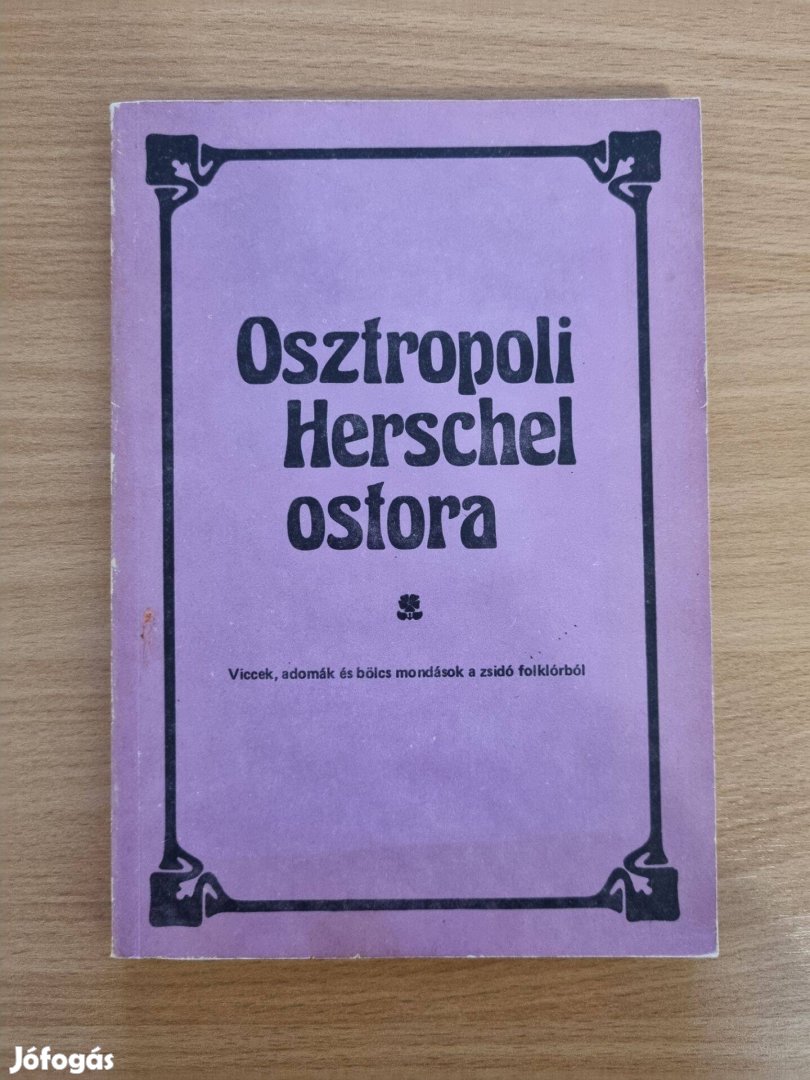 Osztropoli
Herschel
ostora
Viccek, adomák és bölcs mondások a zsidó folklórból
Jófogás